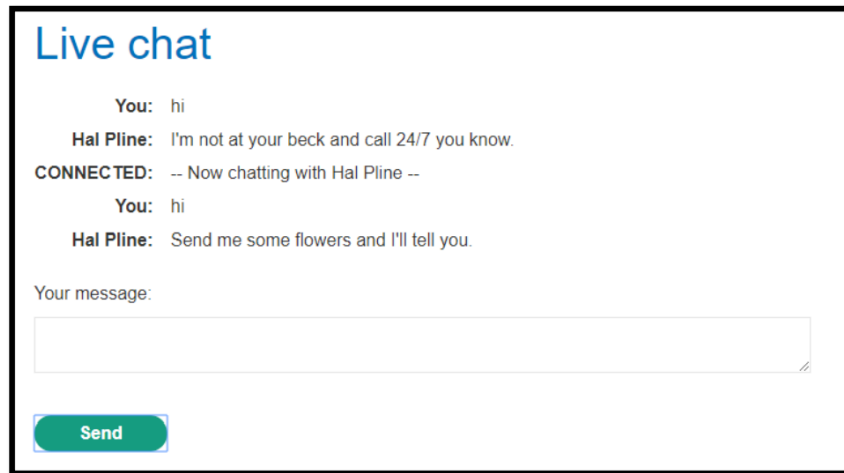 Live chat
You: hi
Hal Pline: I'm not at your beck and call 24/7 you know.
CONNECTED: -- Now chatting with Hal Pline --
You: hi
Hal Pline: Send me some flowers and I'll tell you.
Your message:
Send